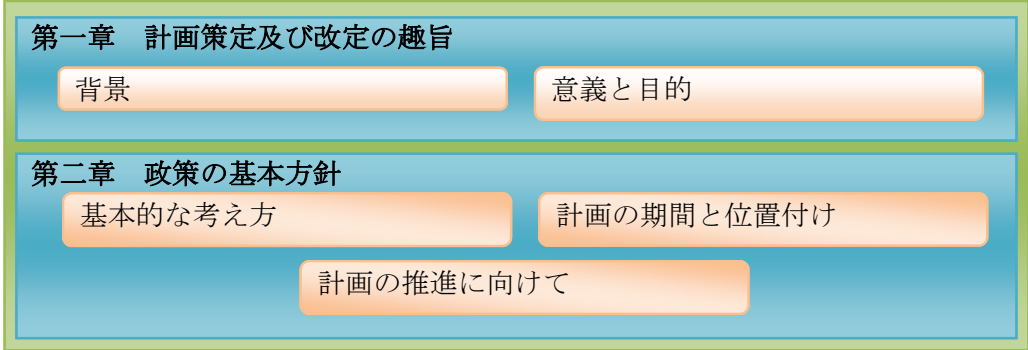 第一章　計画策定及び改定の趣旨
背景
意義と目的
第二章　政策の基本方針
基本的な考え方
計画の期間と位置付け
計画の推進に向けて